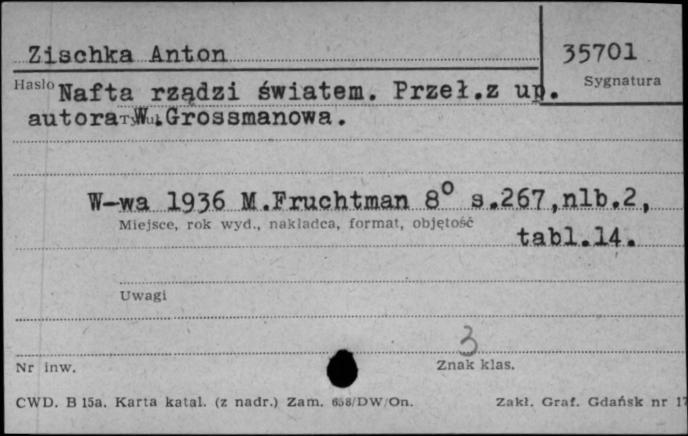 Zischka Anton 35701
Hasło Sygnatura
Nafta rządzi światem. Przeł.z up.
autora W.Grossmanowa.
Tytuł
W-wa 1936 M.Fruchtman 8° s.267,nlb.2,
Miejsce, rok wyd., nakładca, format, objętość
tabl.14.
Uwagi
3
Nr inw. Znak klas.
CWD. B 15a. Karta katal. (z nadr.) Zam. 658/DW/On. Zakł. Graf. Gdańsk nr